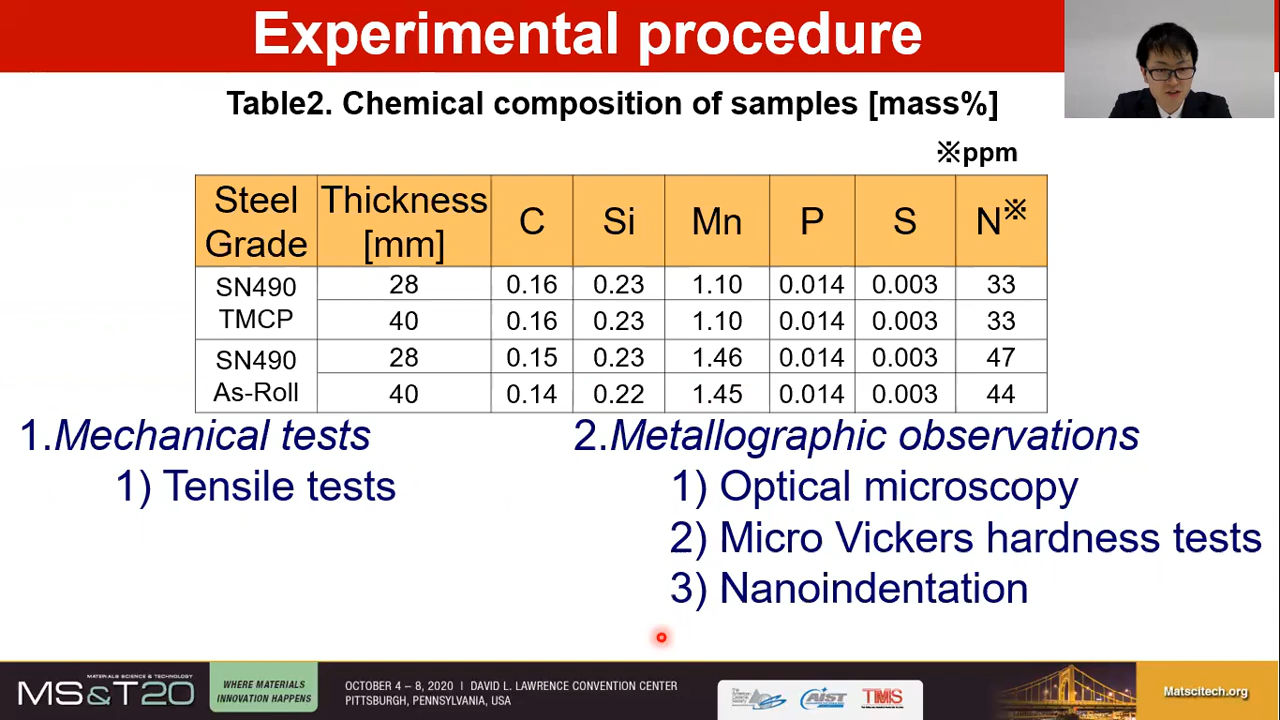 Experimental procedure
Table2. Chemical composition of samples [mass%]
※ppm
Steel Grade Thickness [mm] C Si Mn P S N※
SN490 TMCP 28 0.16 0.23 1.10 0.014 0.003 33
40 0.16 0.23 1.10 0.014 0.003 33
SN490 As-Roll 28 0.15 0.23 1.46 0.014 0.003 47
40 0.14 0.22 1.45 0.014 0.003 44
1.Mechanical tests
1) Tensile tests
2.Metallographic observations
1) Optical microscopy
2) Micro Vickers hardness tests
3) Nanoindentation
MATERIALS SCIENCE & TECHNOLOGY
MS&T20
WHERE MATERIALS
INNOVATION HAPPENS
OCTOBER 4 – 8, 2020 | DAVID L. LAWRENCE CONVENTION CENTER
PITTSBURGH, PENNSYLVANIA, USA
AIST
TMS
Matscitech.org